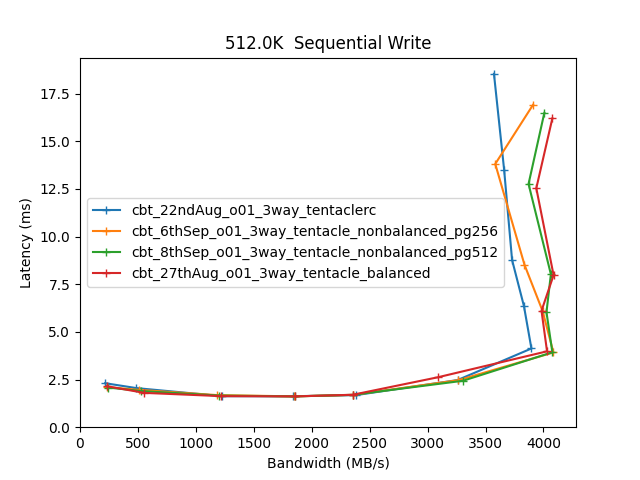 512.0K  Sequential Write
Latency (ms)
17.5
15.0
12.5
10.0
7.5
5.0
2.5
0.0
cbt_22ndAug_o01_3way_tentaclerc
cbt_6thSep_o01_3way_tentacle_nonbalanced_pg256
cbt_8thSep_o01_3way_tentacle_nonbalanced_pg512
cbt_27thAug_o01_3way_tentacle_balanced
0 500 1000 1500 2000 2500 3000 3500 4000
Bandwidth (MB/s)